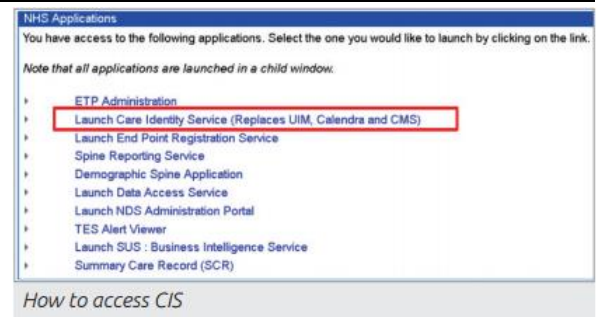 NHS Applications
You have access to the following applications. Select the one you would like to launch by clicking on the link.
Note that all applications are launched in a child window.
ETP Administration
Launch Care Identity Service (Replaces UIM, Calendra and CMS)
Launch End Point Registration Service
Spine Reporting Service
Demographic Spine Application
Launch Data Access Service
Launch NDS Administration Portal
TES Alert Viewer
Launch SUS : Business Intelligence Service
Summary Care Record (SCR)
How to access CIS